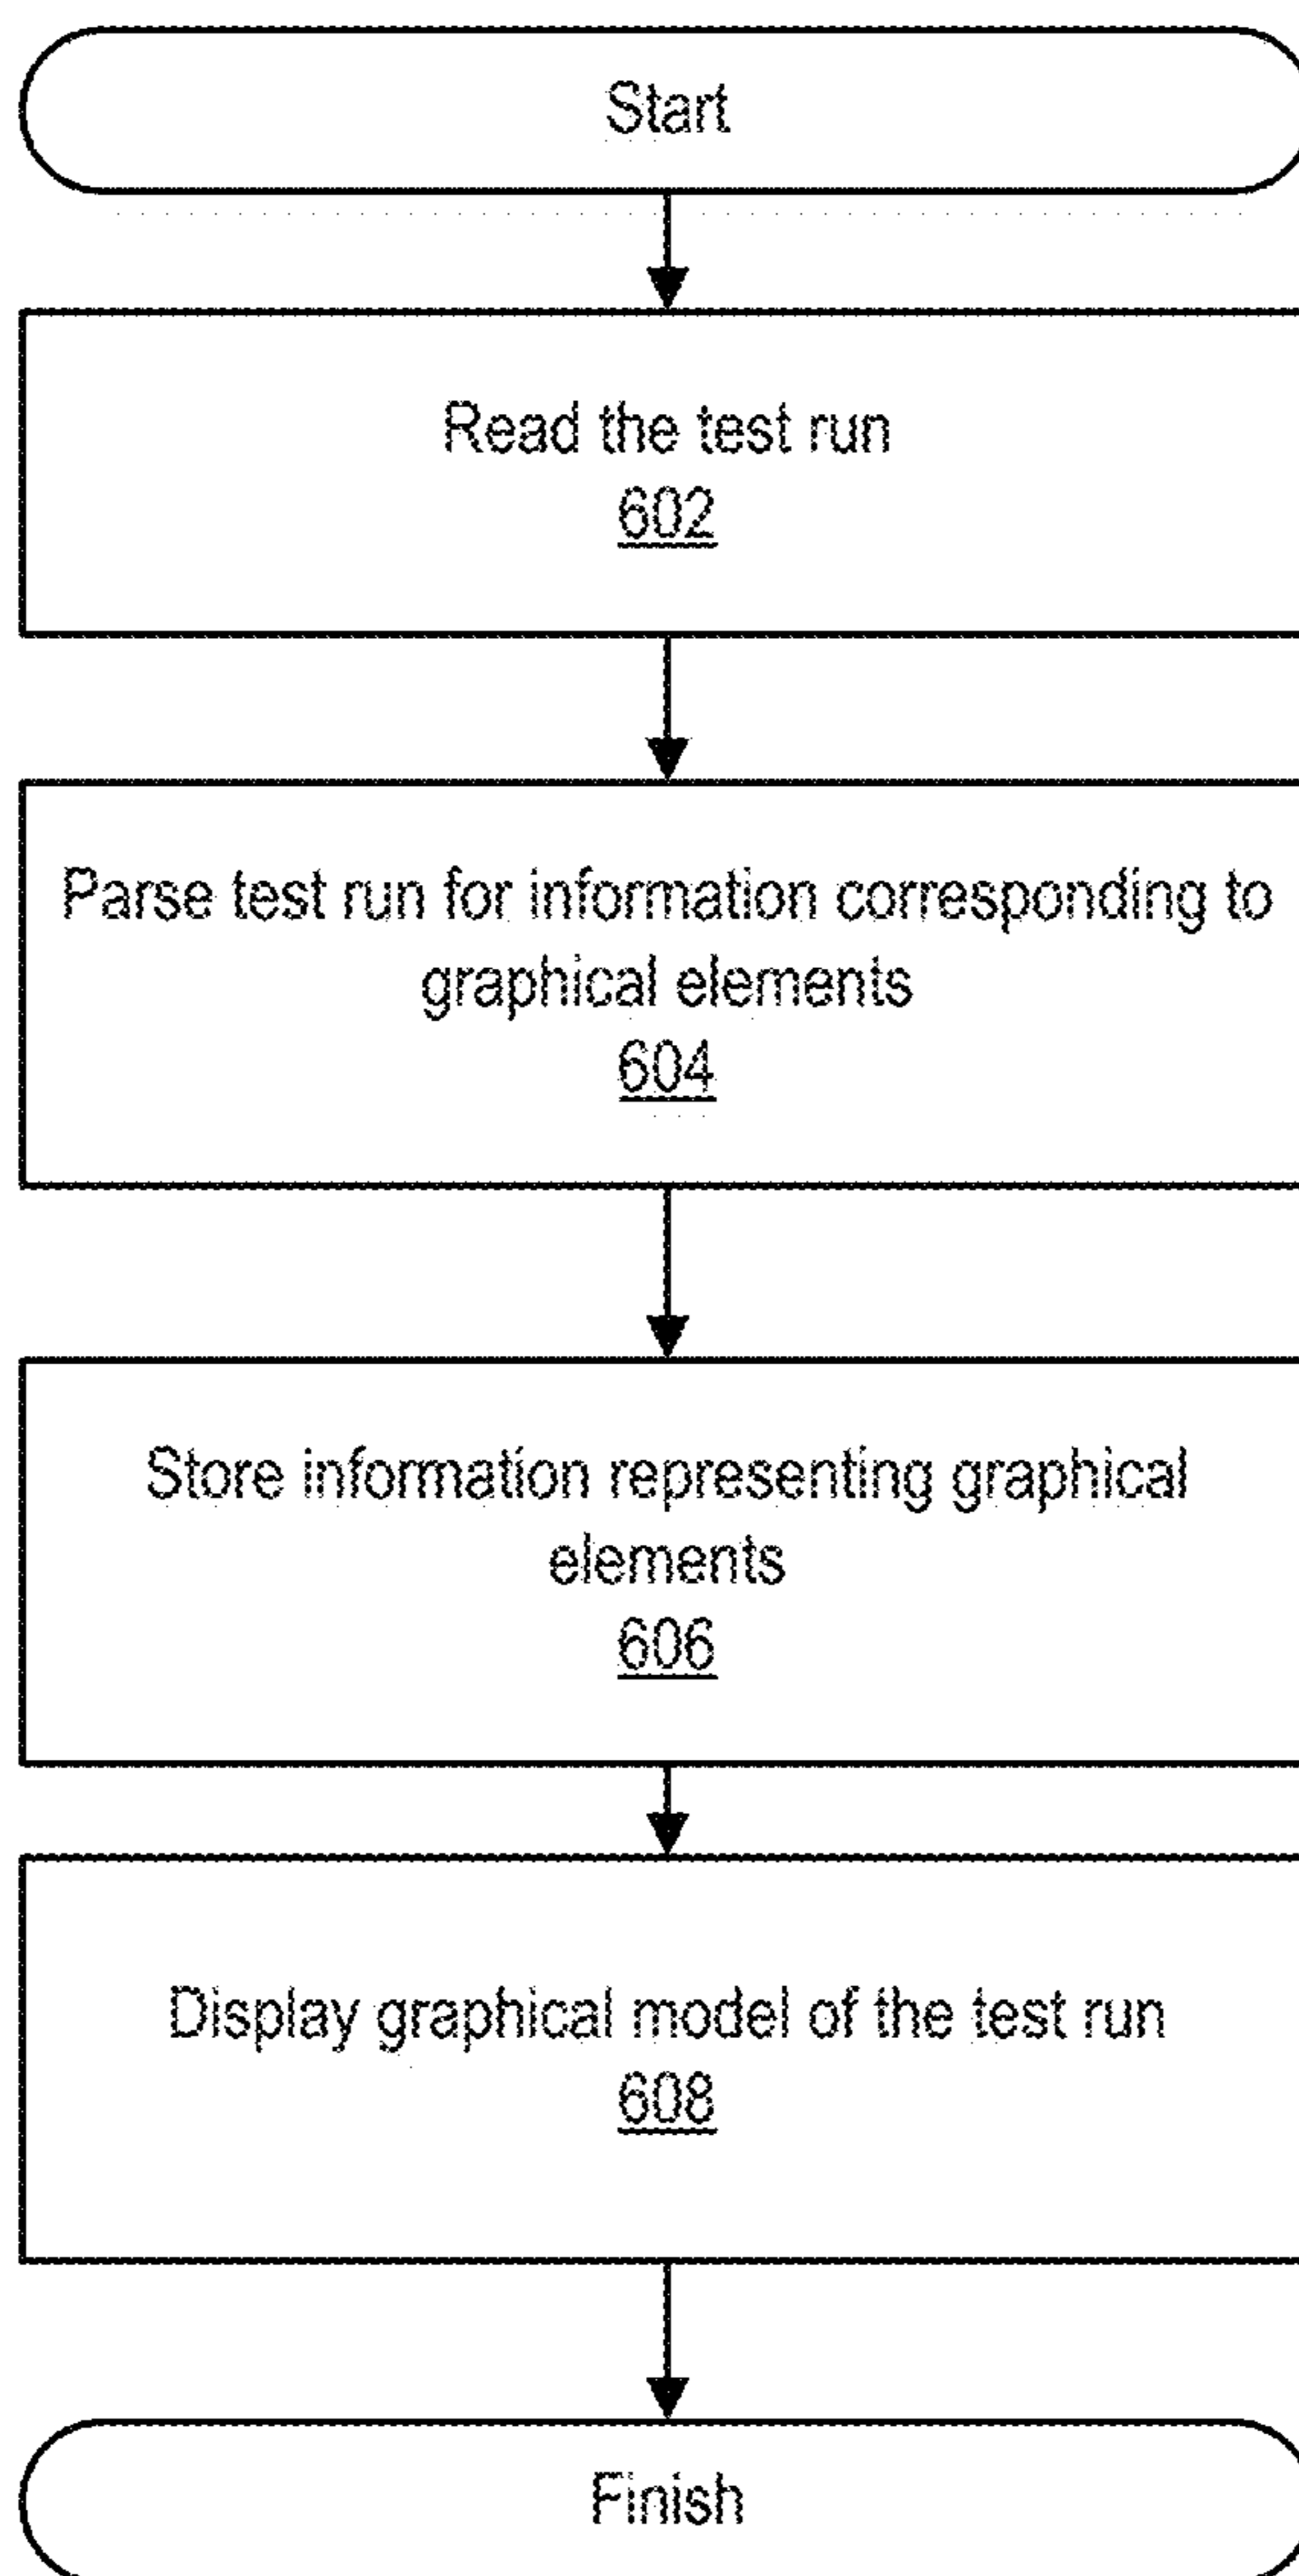 Start
Read the test run
602
Parse test run for information corresponding to
graphical elements
604
Store information representing graphical
elements
606
Display graphical model of the test run
608
Finish